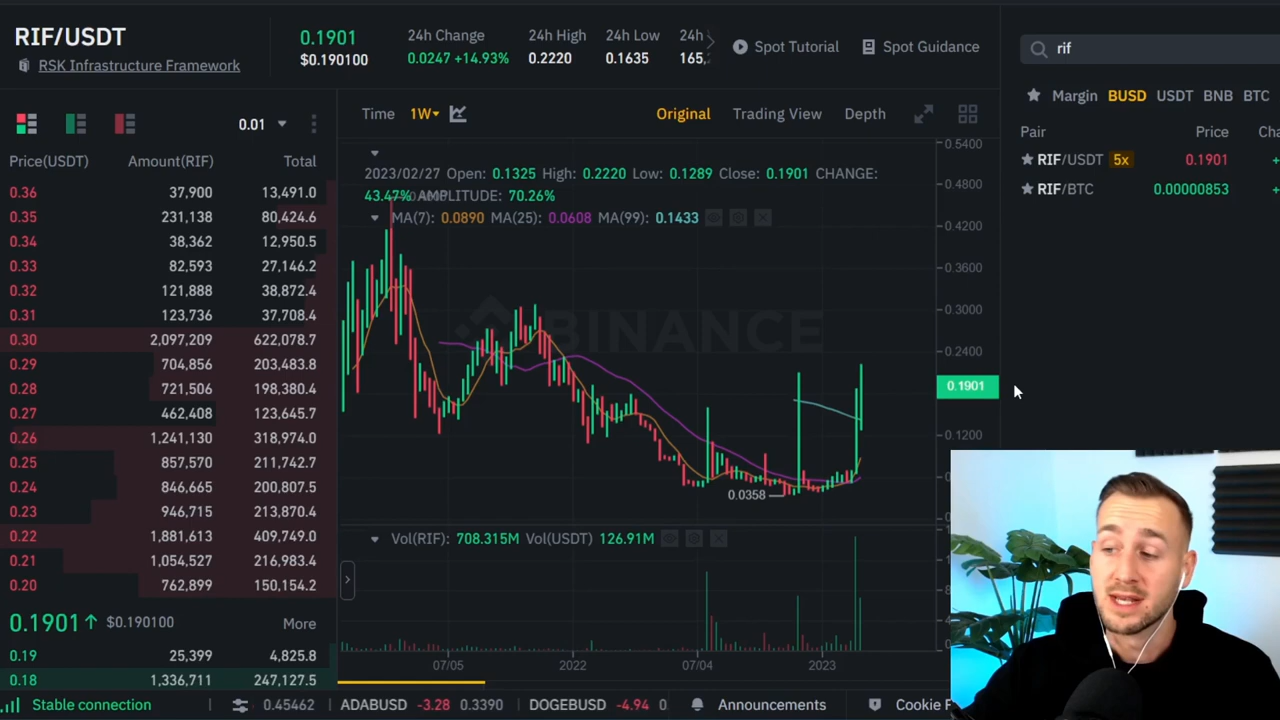 RIF/USDT
RSK Infrastructure Framework
0.1901
$0.190100
24h Change
0.0247 +14.93%
24h High
0.2220
24h Low
0.1635
24h
165,
Spot Tutorial
Spot Guidance
rif
0.01
Time 1W
Original Trading View Depth
Margin BUSD USDT BNB BTC
Pair Price
RIF/USDT 5x 0.1901
RIF/BTC 0.00000853
Price(USDT) Amount(RIF) Total
0.36 37,900 13,491.0
0.35 231,138 80,424.6
0.34 38,362 12,950.5
0.33 82,593 27,146.2
0.32 121,888 38,872.4
0.31 123,736 37,708.4
0.30 2,097,209 622,078.7
0.29 704,856 203,483.8
0.28 721,506 198,380.4
0.27 462,408 123,645.7
0.26 1,241,130 318,974.0
0.25 857,570 211,742.7
0.24 846,665 200,807.5
0.23 946,715 213,870.4
0.22 1,881,613 409,749.0
0.21 1,054,527 216,983.4
0.20 762,899 150,154.2
0.1901↑ $0.190100 More
0.19 25,399 4,825.8
0.18 1,336,711 247,127.5
2023/02/27 Open: 0.1325 High: 0.2220 Low: 0.1289 Close: 0.1901 CHANGE:
43.47% AMPLITUDE: 70.26%
MA(7): 0.0890 MA(25): 0.0608 MA(99): 0.1433
BINANCE
0.5400
0.4800
0.4200
0.3600
0.3000
0.2400
0.1901
0.1200
0.0358
Vol(RIF): 708.315M Vol(USDT) 126.91M
07/05 2022 07/04 2023
Stable connection
0.45462 ADABUSD -3.28 0.3390 DOGEBUSD -4.94 0
Announcements
Cookie